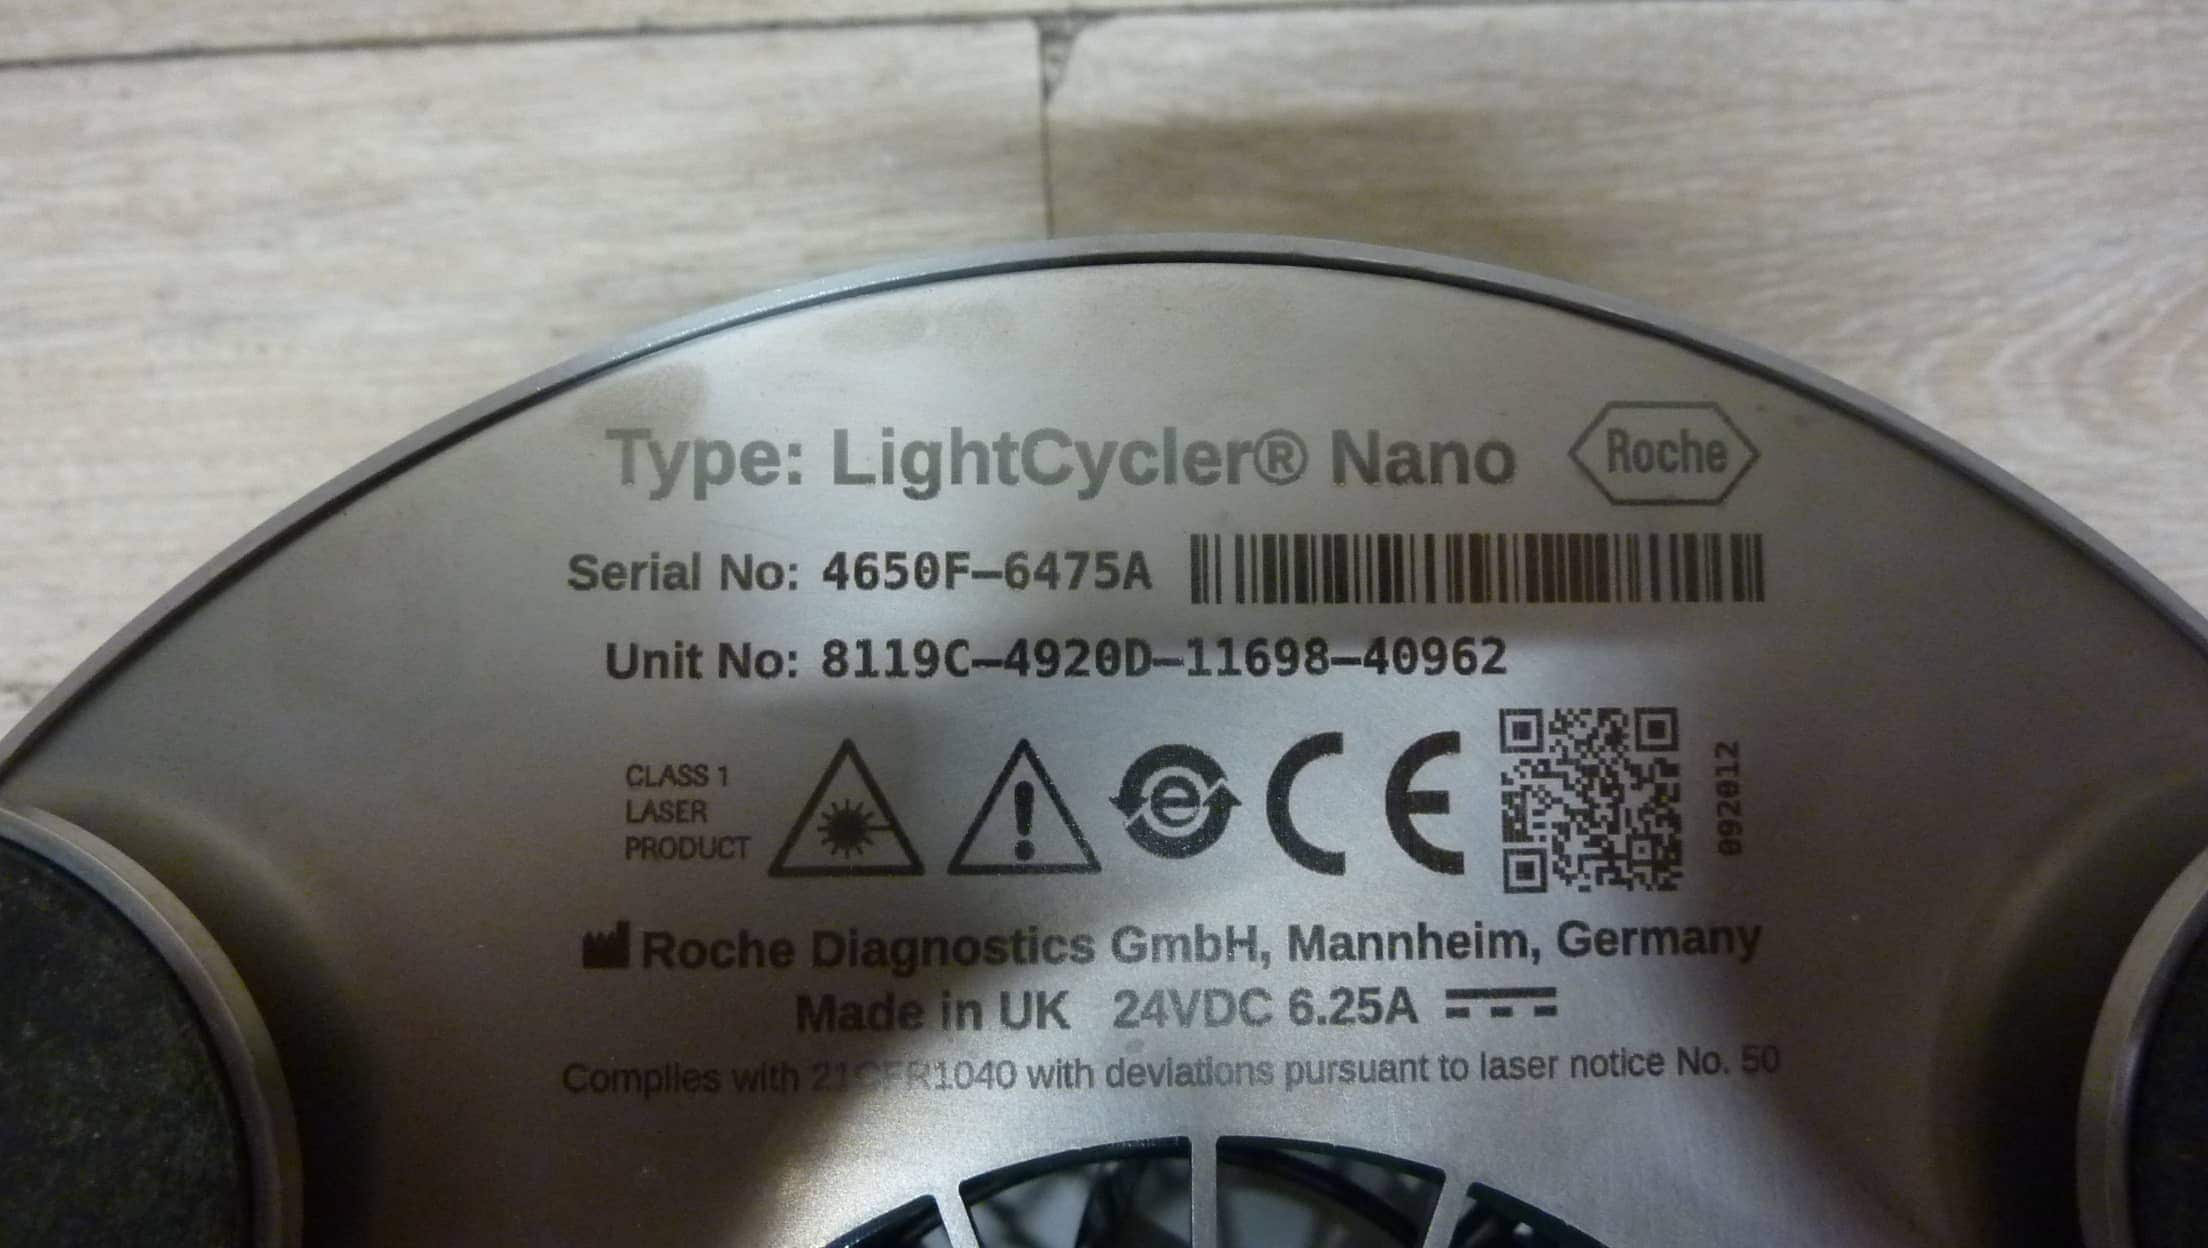 Type: LightCycler® Nano Roche
Serial No: 4650F–6475A
Unit No: 8119C–4920D–11698–40962
CLASS 1
LASER
PRODUCT
e
CE
092012
Roche Diagnostics GmbH, Mannheim, Germany
Made in UK 24VDC 6.25A
Complies with 21CFR1040 with deviations pursuant to laser notice No. 50